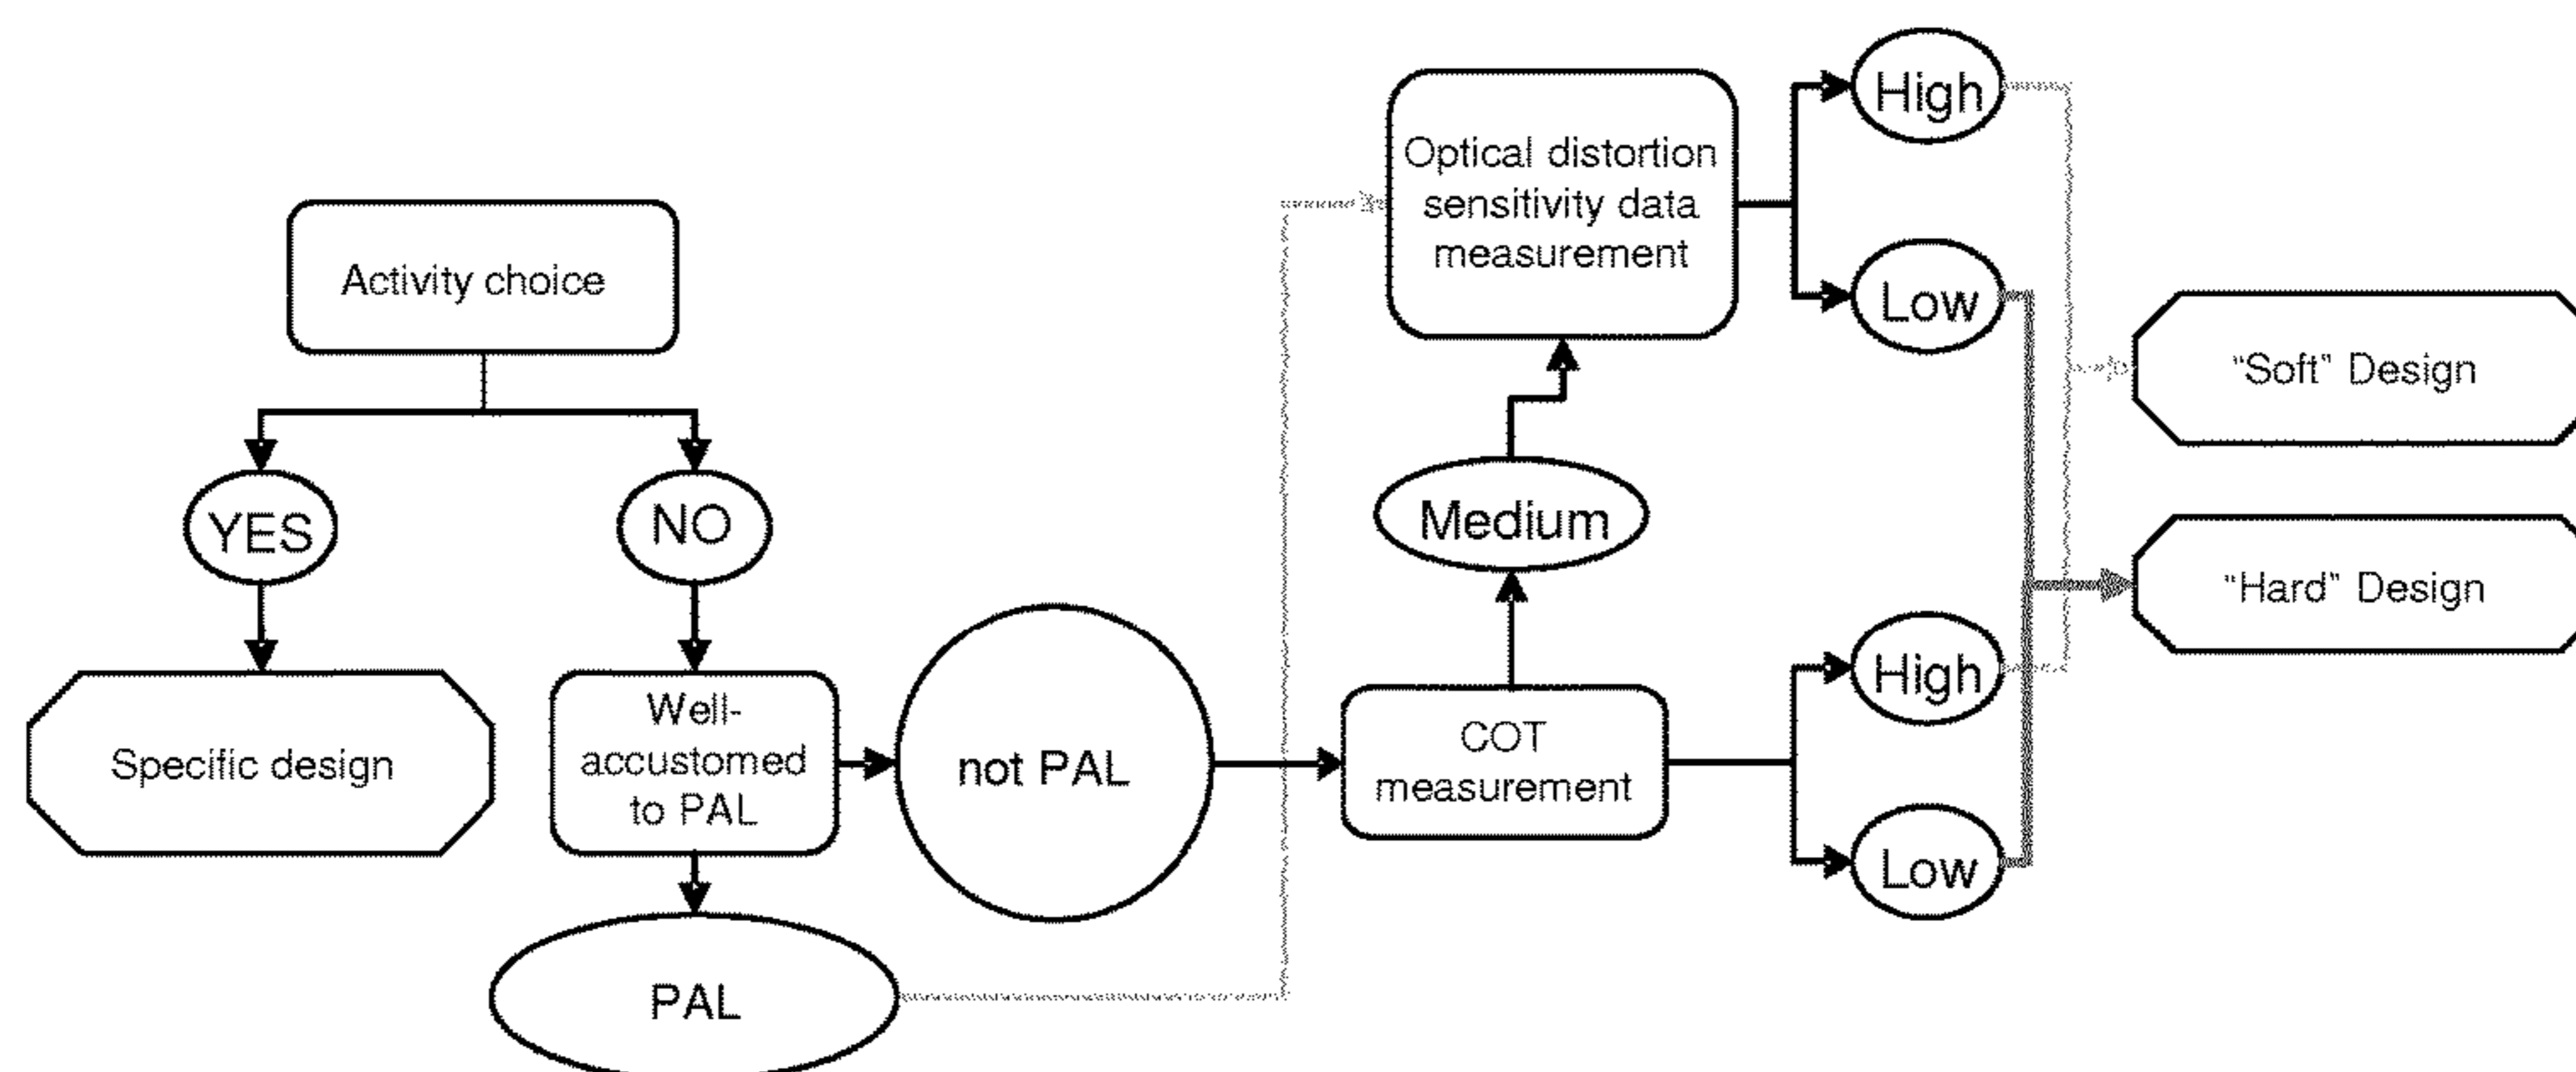 Activity choice
YES
NO
Specific design
Well-
accustomed
to PAL
not PAL
PAL
Optical distortion
sensitivity data
measurement
Medium
COT
measurement
High
Low
High
Low
“Soft” Design
“Hard” Design